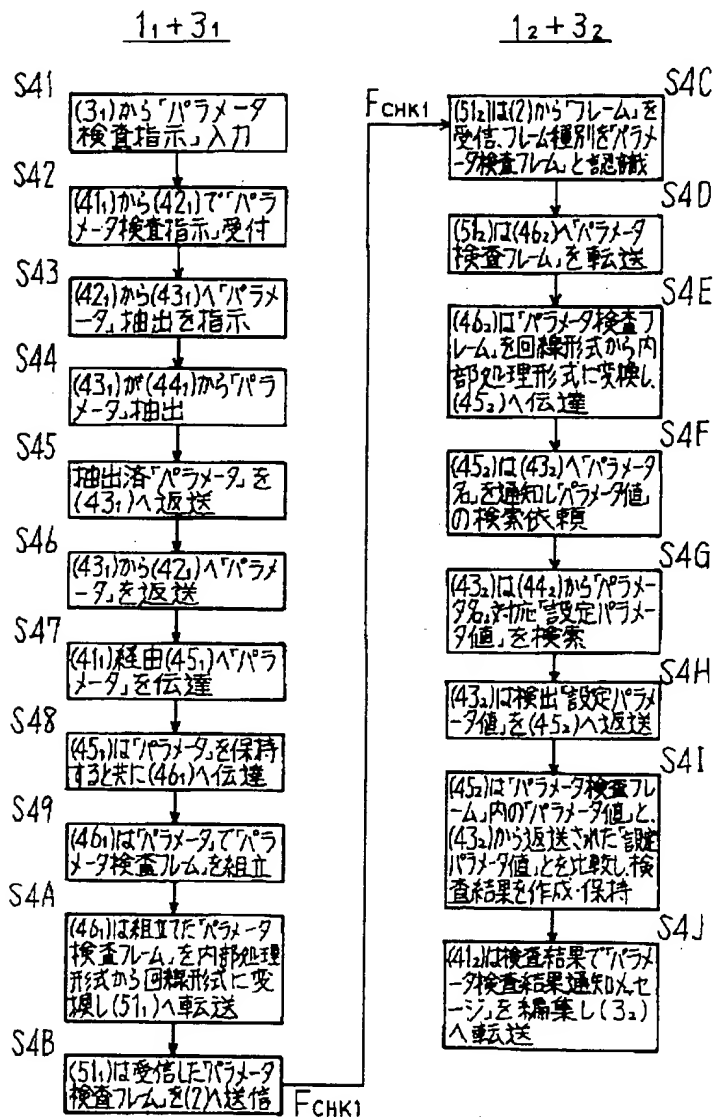 1₁+3₁
S41
(3₁)から「パラメータ
検査指示」入力
S42
(41₁)から(42₁)で「パラ
メータ検査指示」受付
S43
(42₁)から(43₁)へ「パラメ
ータ」抽出を指示
S44
(43₁)が(44₁)から「パラ
メータ」抽出
S45
抽出済「パラメータ」を
(43₁)へ返送
S46
(43₁)から(42₁)へ「パラ
メータ」を返送
S47
(41₁)経由(45₁)へ「パラ
メータ」を伝達
S48
(45₁)は「パラメータ」を保持
すると共に(46₁)へ伝達
S49
(46₁)は「パラメータ」で「パラ
メータ検査フレーム」を組立
S4A
(46₁)は組立てた「パラメータ
検査フレーム」を内部処理
形式から回線形式に変
換し(51₁)へ転送
S4B
(51₁)は受信した「パラメータ
検査フレーム」を(2)へ送信
FCHK1
FCHK1
1₂+3₂
S4C
(51₂)は(2)から「フレーム」を
受信、フレーム種別を「パラメ
ータ検査フレーム」と認識
S4D
(51₂)は(46₂)へ「パラメータ
検査フレーム」を転送
S4E
(46₂)は「パラメータ検査フ
レーム」を回線形式から内
部処理形式に変換し、
(45₂)へ伝達
S4F
(45₂)は(43₂)へ「パラメータ
名」を通知し「パラメータ値」
の検索依頼
S4G
(43₂)は(44₂)から「パラメー
タ名」対応「設定パラメー
タ値」を検索
S4H
(43₂)は検出「設定パラメ
ータ値」を(45₂)へ返送
S4I
(45₂)は「パラメータ検査フレ
ーム」内の「パラメータ値」と、
(43₂)から返送された「設定
パラメータ値」とを比較し、検
査結果を作成・保持
S4J
(41₂)は検査結果で「パラメ
ータ検査結果通知メッセ
ージ」を編集し(3₂)
へ転送